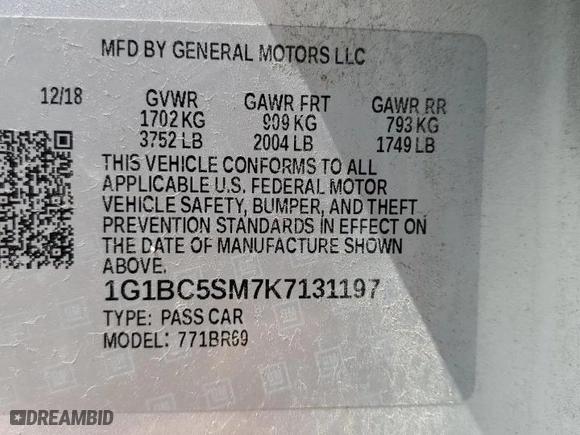 MFD BY GENERAL MOTORS LLC
12/18 GVWR GAWR FRT GAWR RR
1702 KG 909 KG 793 KG
3752 LB 2004 LB 1749 LB
THIS VEHICLE CONFORMS TO ALL
APPLICABLE U.S. FEDERAL MOTOR
VEHICLE SAFETY, BUMPER, AND THEFT
PREVENTION STANDARDS IN EFFECT ON
THE DATE OF MANUFACTURE SHOWN
ABOVE.
1G1BC5SM7K7131197
TYPE: PASS CAR
MODEL: 771BR69
DREAMBID